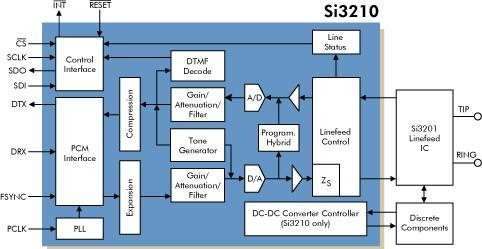 INT
RESET
Si3210
CS
SCLK
SDO
SDI
DTX
DRX
FSYNC
PCLK
Control
Interface
PCM
Interface
PLL
Compression
Expansion
DTMF
Decode
Gain/
Attenuation/
Filter
Tone
Generator
Gain/
Attenuation/
Filter
A/D
Program.
Hybrid
D/A
Line
Status
Linefeed
Control
ZS
DC-DC Converter Controller
(Si3210 only)
Si3201
Linefeed
IC
Discrete
Components
TIP
RING